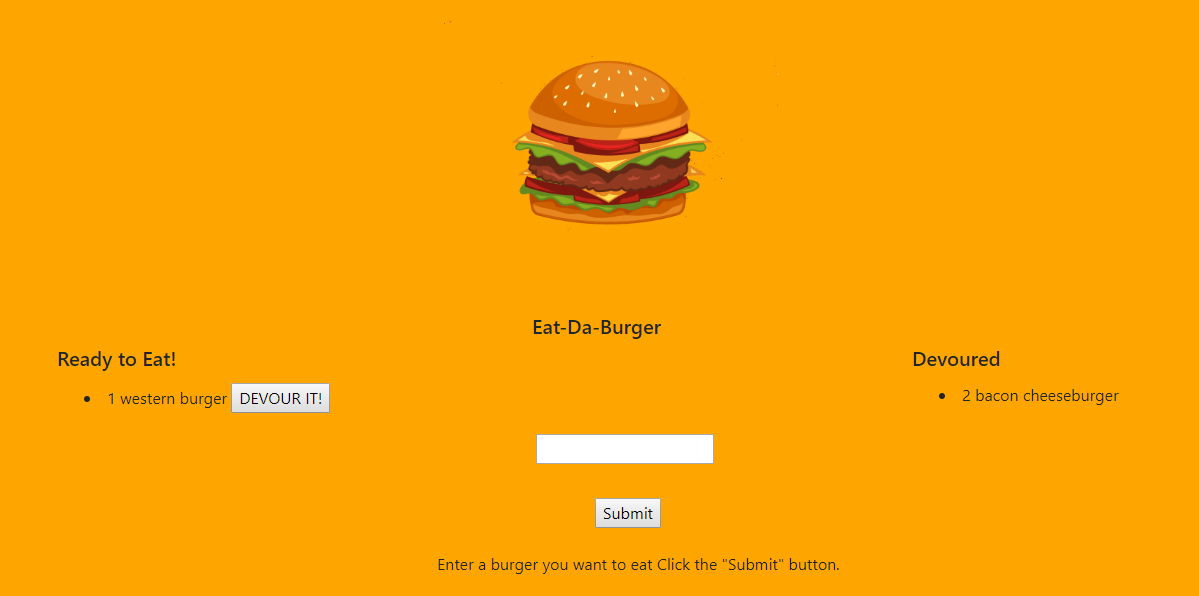 Eat-Da-Burger
Ready to Eat!
1 western burger DEVOUR IT!
Devoured
2 bacon cheeseburger
Submit
Enter a burger you want to eat Click the "Submit" button.